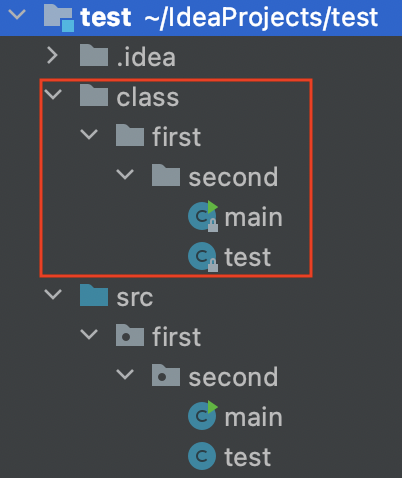 test ~/IdeaProjects/test
.idea
class
first
second
main
test
src
first
second
main
test